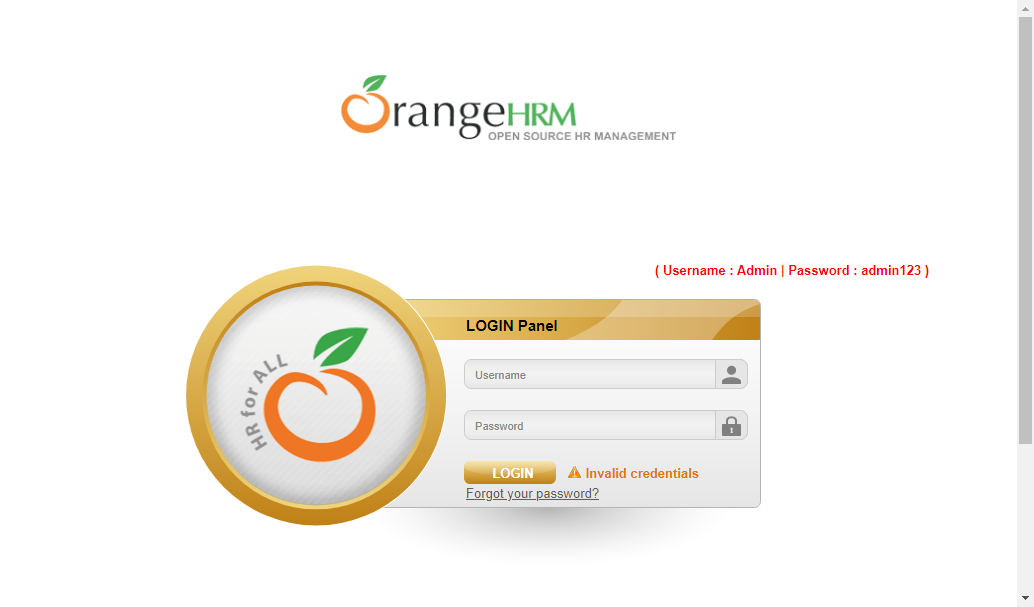 OrangeHRM
OPEN SOURCE HR MANAGEMENT
( Username : Admin | Password : admin123 )
HR for ALL
LOGIN Panel
Username
Password
LOGIN
Invalid credentials
Forgot your password?